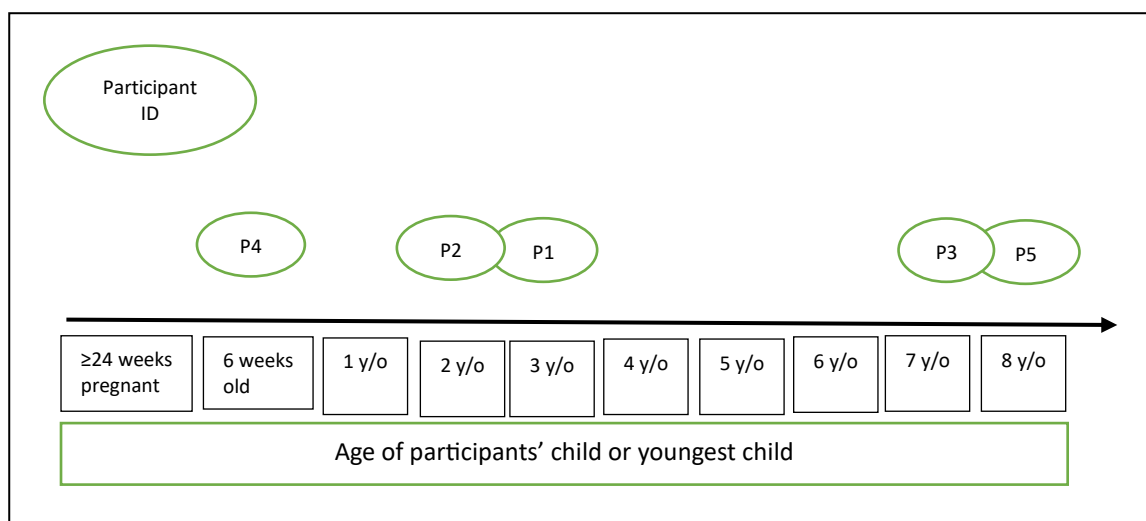 Participant
ID
P4
P2
P1
P3
P5
≥24 weeks
pregnant
6 weeks
old
1 y/o
2 y/o
3 y/o
4 y/o
5 y/o
6 y/o
7 y/o
8 y/o
Age of participants’ child or youngest child